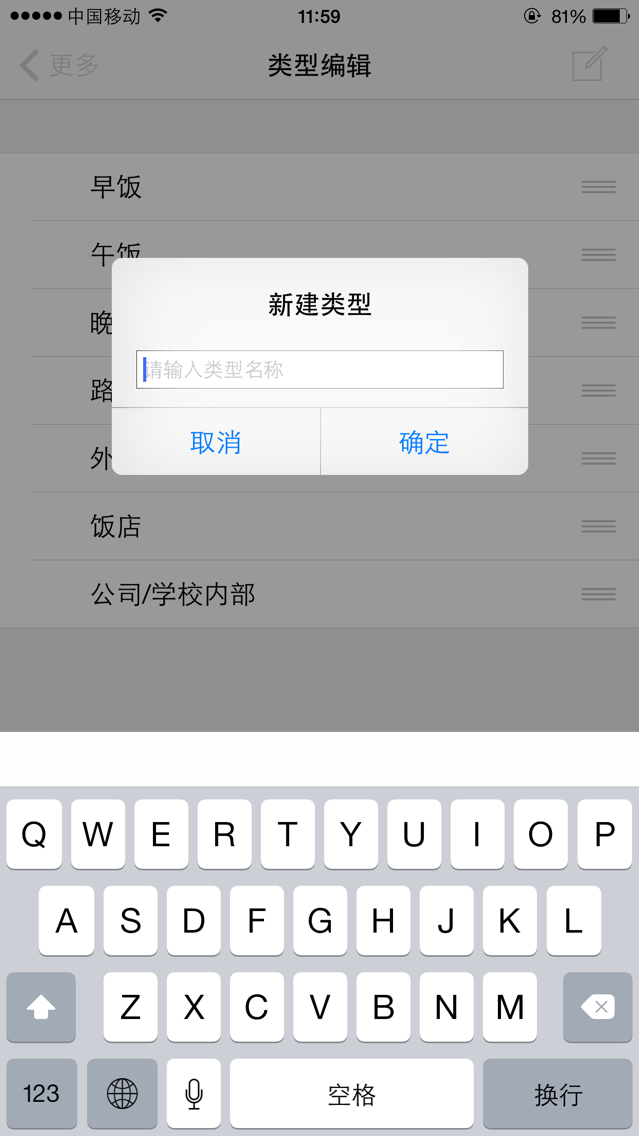 中国移动 11:59 81%
更多 类型编辑
早饭
午饭
新建类型
晚
请输入类型名称
路
取消 确定
外
饭店
公司/学校内部
Q W E R T Y U I O P
A S D F G H J K L
Z X C V B N M
123 空格 换行